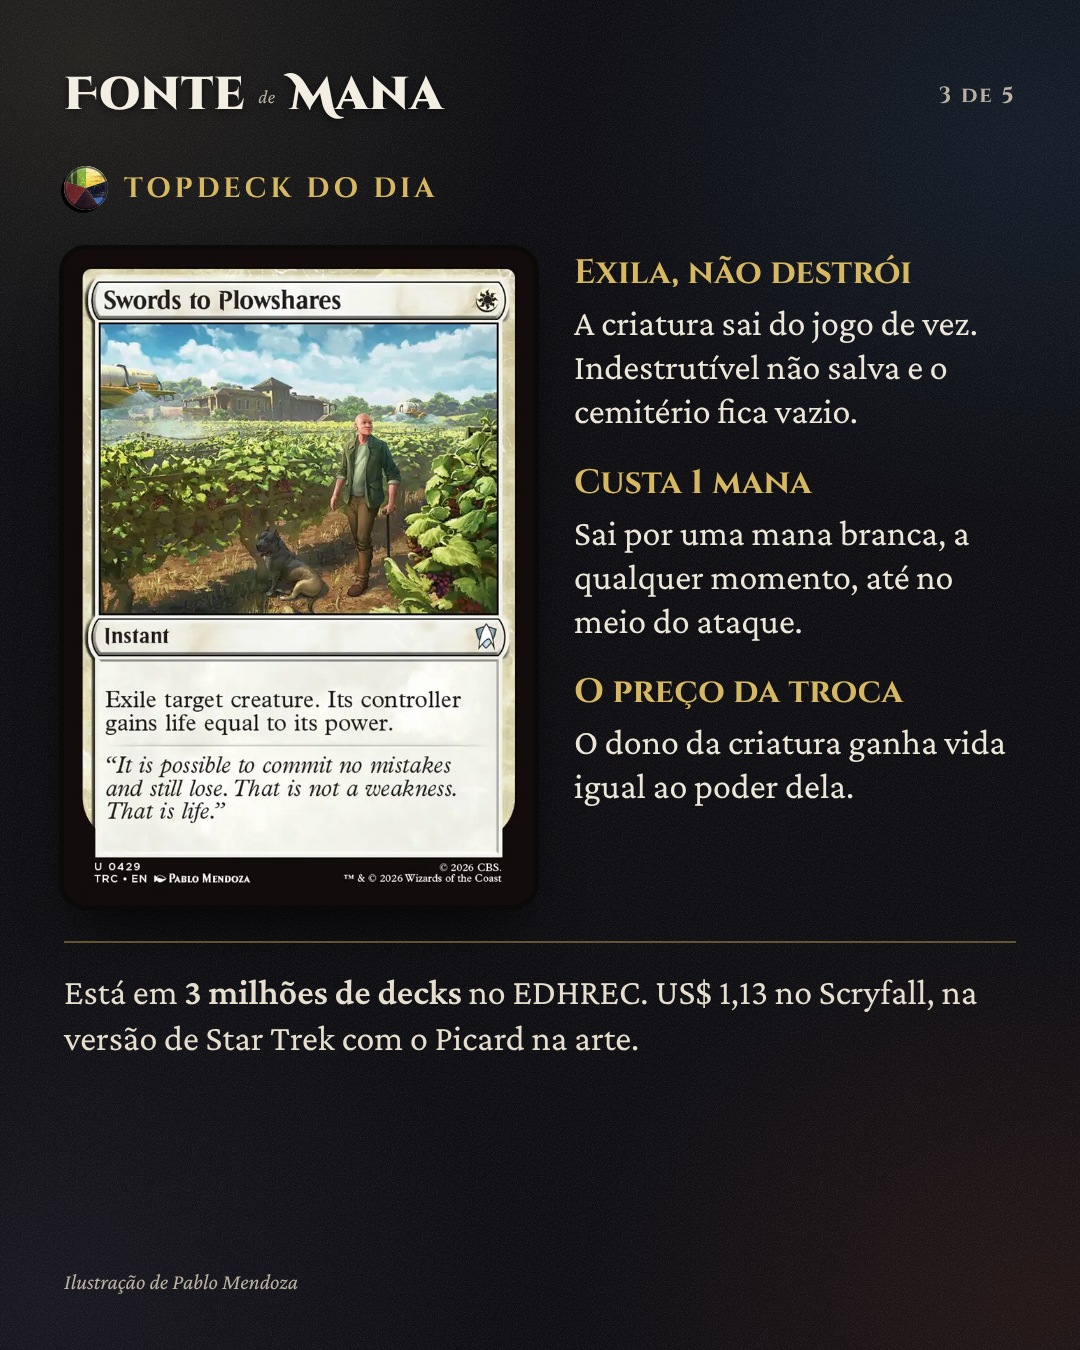 Fonte de Mana
3 de 5
Topdeck do dia
Swords to Plowshares
Instant
Exile target creature. Its controller
gains life equal to its power.
“It is possible to commit no mistakes
and still lose. That is not a weakness.
That is life.”
U 0429
TRC • EN Pablo Mendoza
© 2026 CBS.
™ & © 2026 Wizards of the Coast
Exila, não destrói
A criatura sai do jogo de vez.
Indestrutível não salva e o
cemitério fica vazio.
Custa 1 mana
Sai por uma mana branca, a
qualquer momento, até no
meio do ataque.
O preço da troca
O dono da criatura ganha vida
igual ao poder dela.
Está em 3 milhões de decks no EDHREC. US$ 1,13 no Scryfall, na
versão de Star Trek com o Picard na arte.
Ilustração de Pablo Mendoza